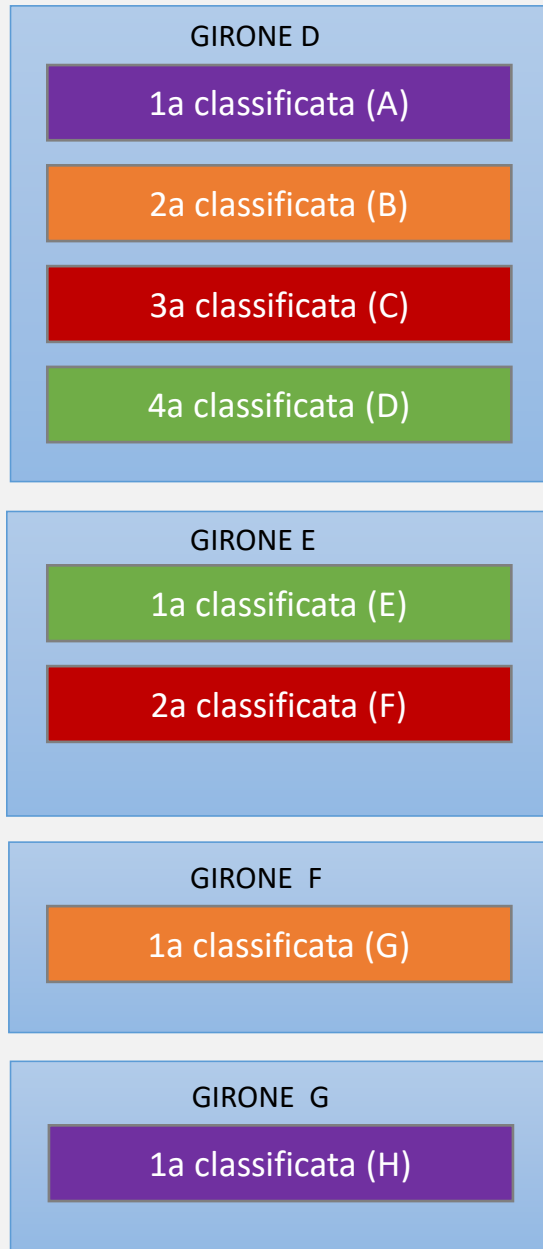 GIRONE D
1a classificata (A)
2a classificata (B)
3a classificata (C)
4a classificata (D)
GIRONE E
1a classificata (E)
2a classificata (F)
GIRONE F
1a classificata (G)
GIRONE G
1a classificata (H)